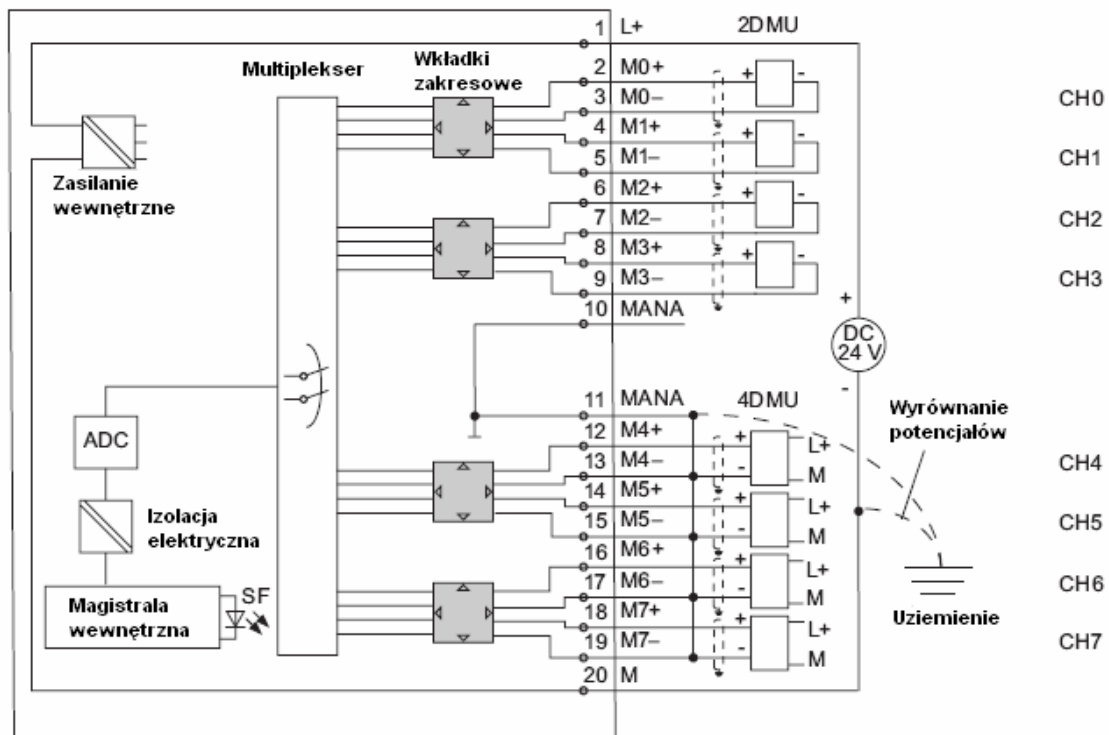 1 L+ 2DMU
Multiplekser
Wkładki
zakresowe
2 M0+ + -
3 M0– CH0
4 M1+ + -
5 M1– CH1
Zasilanie
wewnętrzne
6 M2+ + -
7 M2– CH2
8 M3+ + -
9 M3– CH3
10 MANA
+
DC
24 V
-
11 MANA 4DMU
Wyrównanie
potencjałów
ADC
12 M4+ + L+
13 M4– - M CH4
14 M5+ + L+
15 M5– - M CH5
Izolacja
elektryczna
16 M6+ + L+
17 M6– - M CH6
18 M7+ + L+
19 M7– - M CH7
Magistrala
wewnętrzna
SF
Uziemienie
20 M